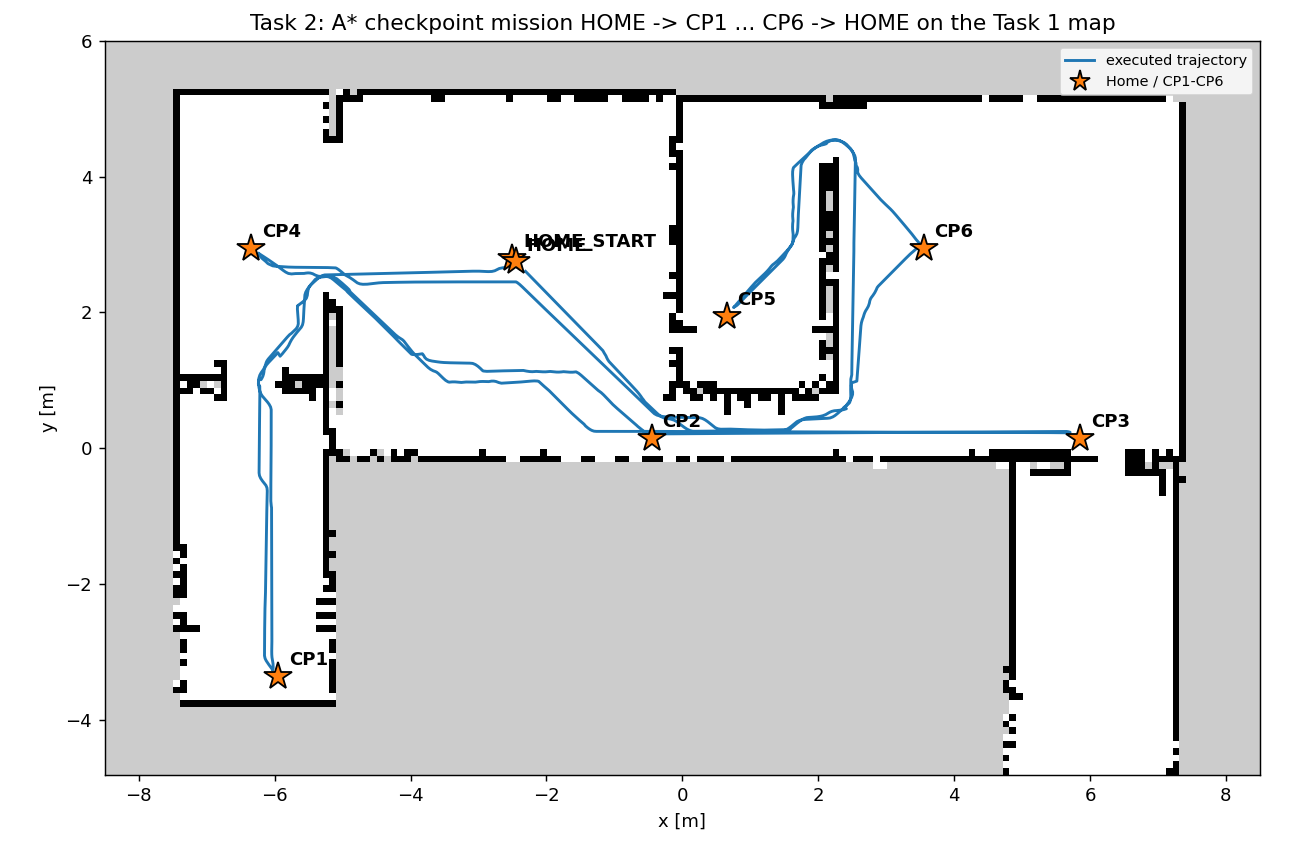 Task 2: A* checkpoint mission HOME -> CP1 ... CP6 -> HOME on the Task 1 map
executed trajectory
Home / CP1-CP6
6
4
2
0
−2
−4
y [m]
CP4
HOME_START
HOME
CP6
CP5
CP2
CP3
CP1
−8 −6 −4 −2 0 2 4 6 8
x [m]